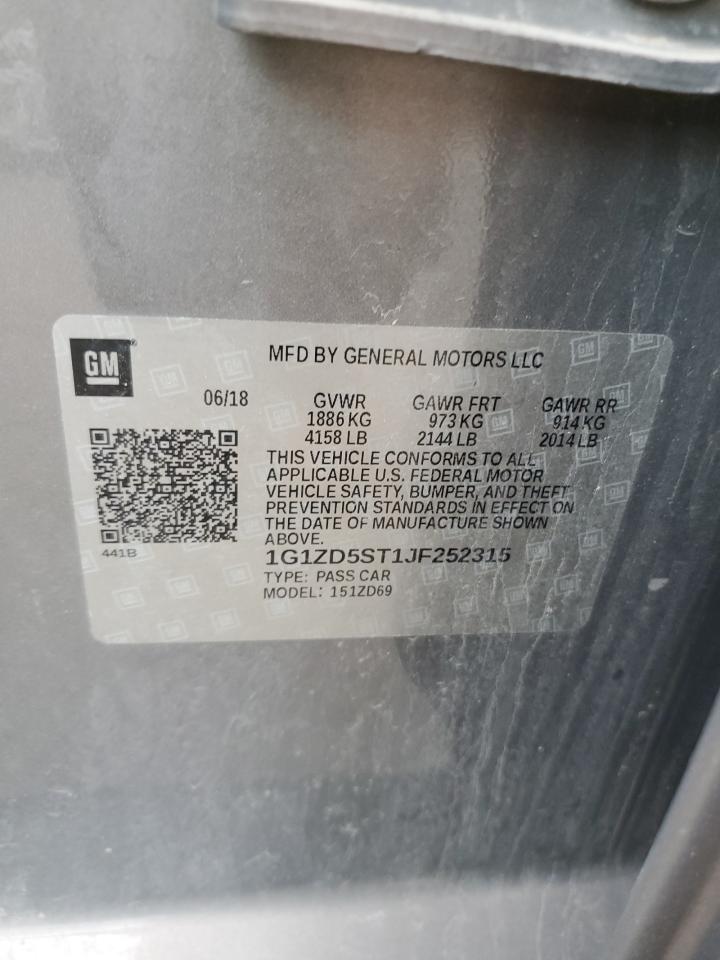 GM
MFD BY GENERAL MOTORS LLC
06/18 GVWR GAWR FRT GAWR RR
1886 KG 973 KG 914 KG
4158 LB 2144 LB 2014 LB
THIS VEHICLE CONFORMS TO ALL
APPLICABLE U.S. FEDERAL MOTOR
VEHICLE SAFETY, BUMPER, AND THEFT
PREVENTION STANDARDS IN EFFECT ON
THE DATE OF MANUFACTURE SHOWN
ABOVE.
441B
1G1ZD5ST1JF252315
TYPE: PASS CAR
MODEL: 151ZD69